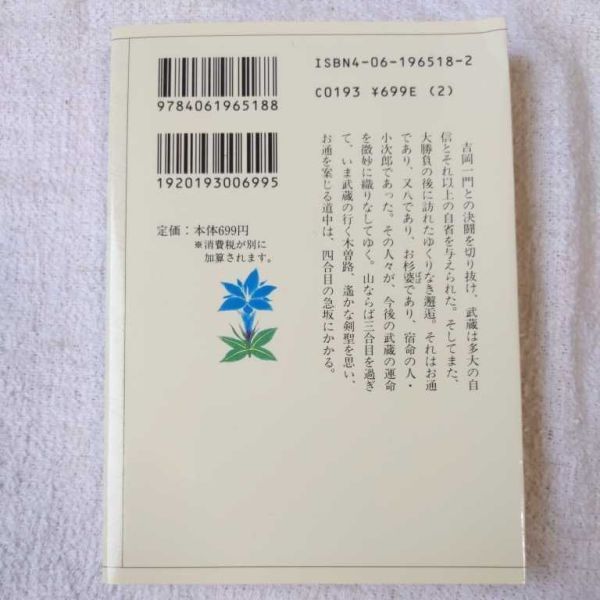 ISBN4-06-196518-2
C0193 ¥699E (2)
9784061965188
1920193006995
定価：本体699円
※消費税が別に
加算されます。
吉岡一門との決闘を切り抜け、武蔵は多大の自
信とそれ以上の自省を与えられた。そしてまた、
大勝負の後に訪れたゆくりなき邂逅。それはお通
であり、又八であり、お杉婆であり、宿命の人・
小次郎であった。その人々が、今後の武蔵の運命
を微妙に織りなしてゆく。山ならば三合目を過ぎ
て、いま武蔵の行く木曽路、遙かな剣聖を思い、
お通を案じる道中は、四合目の急坂にかかる。